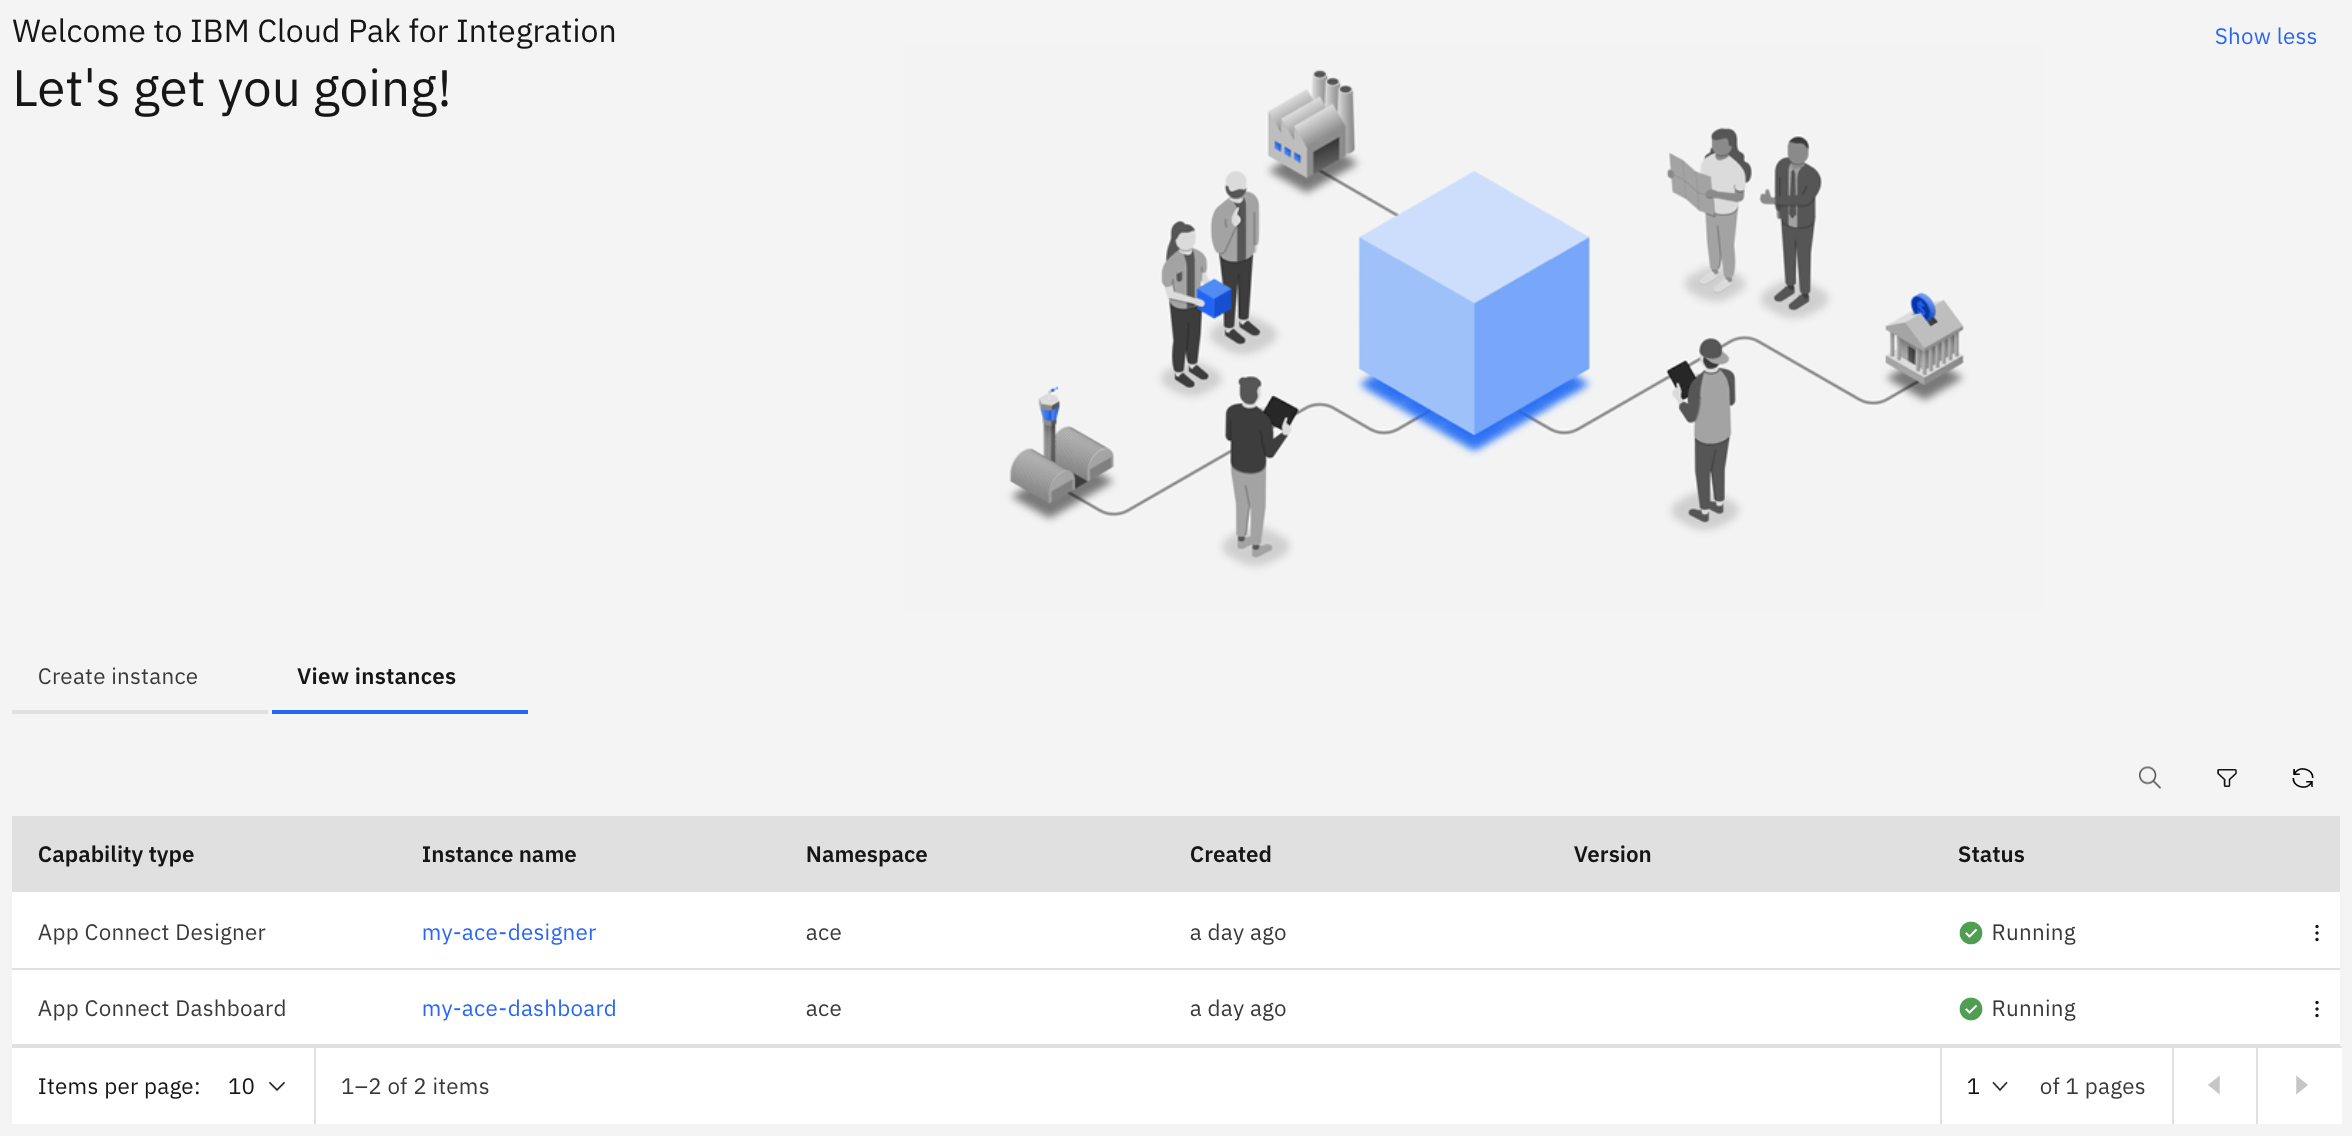 Welcome to IBM Cloud Pak for Integration
Show less
Let's get you going!
Create instance
View instances
Capability type Instance name Namespace Created Version Status
App Connect Designer my-ace-designer ace a day ago Running
App Connect Dashboard my-ace-dashboard ace a day ago Running
Items per page: 10 1–2 of 2 items 1 of 1 pages